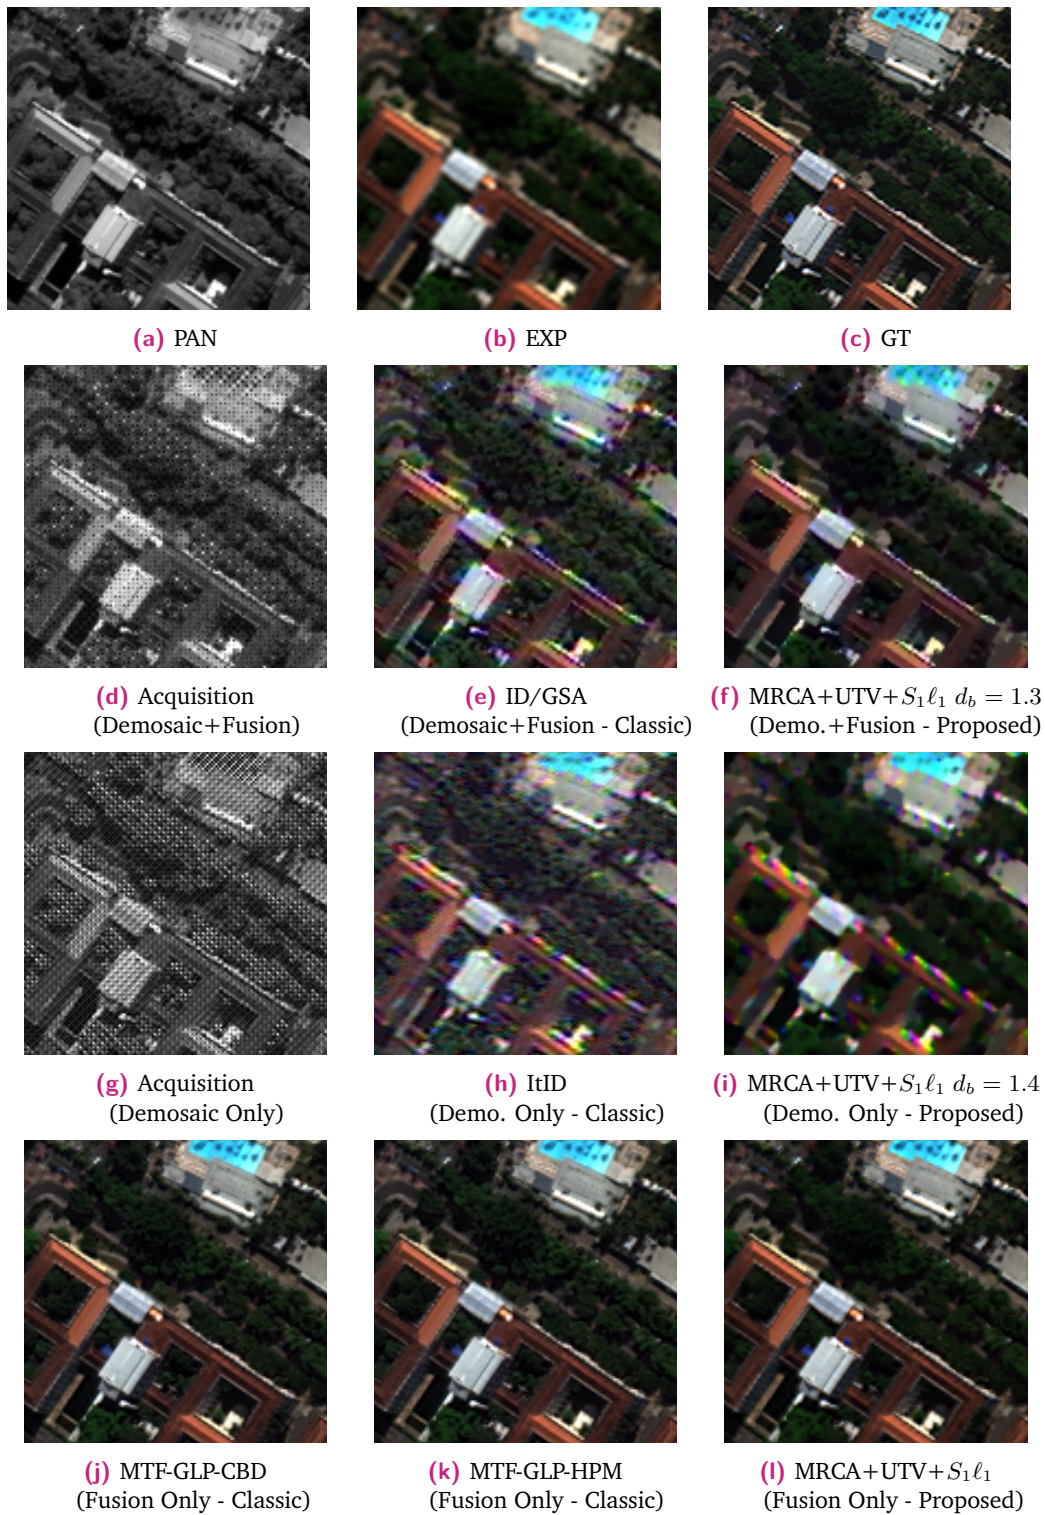 (a) PAN
(b) EXP
(c) GT
(d) Acquisition
(Demosaic+Fusion)
(e) ID/GSA
(Demosaic+Fusion - Classic)
(f) MRCA+UTV+S₁ℓ₁ d_b = 1.3
(Demo.+Fusion - Proposed)
(g) Acquisition
(Demosaic Only)
(h) ItID
(Demo. Only - Classic)
(i) MRCA+UTV+S₁ℓ₁ d_b = 1.4
(Demo. Only - Proposed)
(j) MTF-GLP-CBD
(Fusion Only - Classic)
(k) MTF-GLP-HPM
(Fusion Only - Classic)
(l) MRCA+UTV+S₁ℓ₁
(Fusion Only - Proposed)